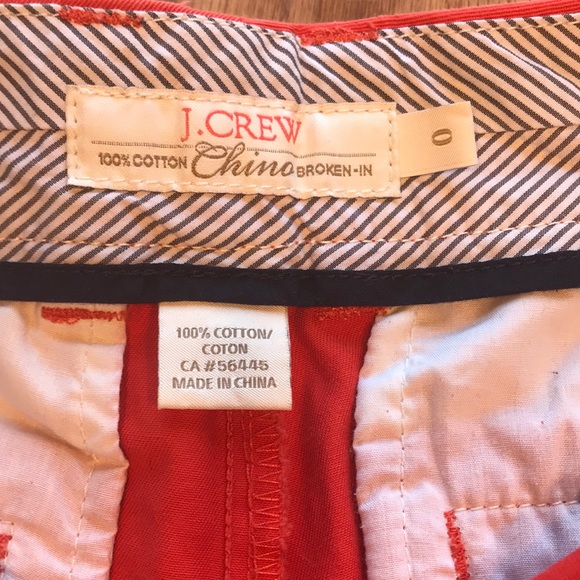 J.CREW
100% COTTON Chino BROKEN-IN
0
100% COTTON/
COTON
CA #56445
MADE IN CHINA